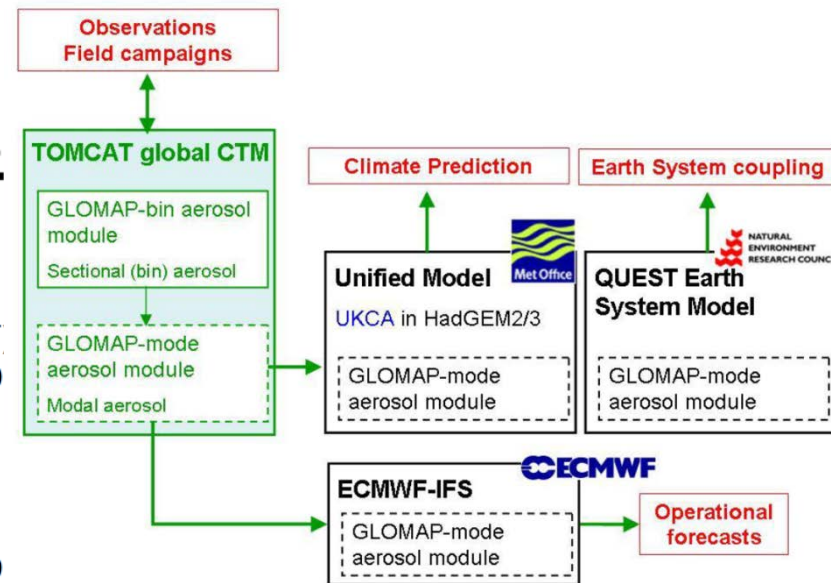 Observations
Field campaigns
TOMCAT global CTM
GLOMAP-bin aerosol
module
Sectional (bin) aerosol
GLOMAP-mode
aerosol module
Modal aerosol
Climate Prediction
Earth System coupling
Met Office
Unified Model
UKCA in HadGEM2/3
GLOMAP-mode
aerosol module
NATURAL
ENVIRONMENT
RESEARCH COUNC
QUEST Earth
System Model
GLOMAP-mode
aerosol module
ECMWF
ECMWF-IFS
GLOMAP-mode
aerosol module
Operational
forecasts